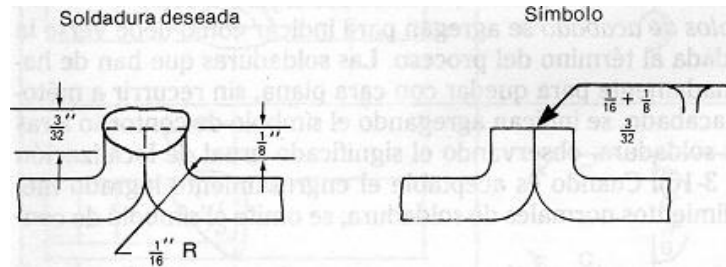 Soldadura deseada
Símbolo
3/32''
1/8''
1/16 + 1/8
3/32
1/16'' R